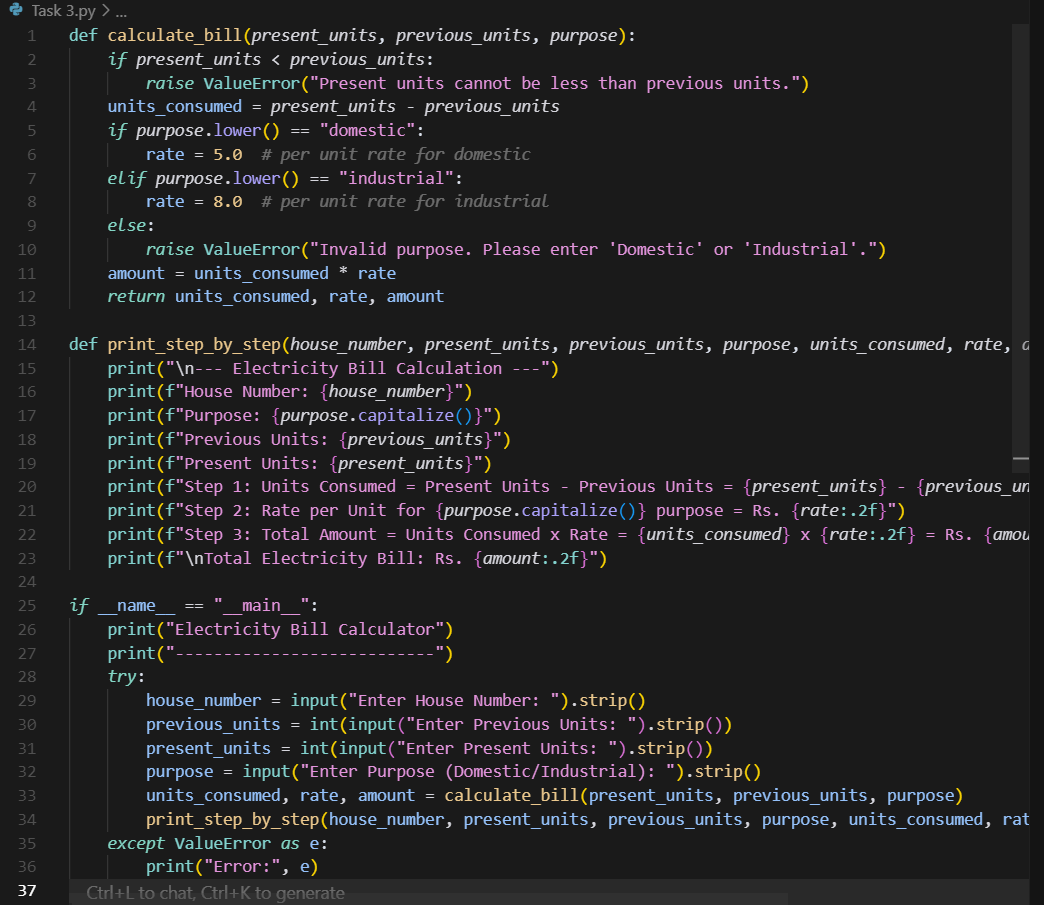 Task 3.py > ...
1 def calculate_bill(present_units, previous_units, purpose):
2     if present_units < previous_units:
3         raise ValueError("Present units cannot be less than previous units.")
4     units_consumed = present_units - previous_units
5     if purpose.lower() == "domestic":
6         rate = 5.0  # per unit rate for domestic
7     elif purpose.lower() == "industrial":
8         rate = 8.0  # per unit rate for industrial
9     else:
10         raise ValueError("Invalid purpose. Please enter 'Domestic' or 'Industrial'.")
11     amount = units_consumed * rate
12     return units_consumed, rate, amount
13
14 def print_step_by_step(house_number, present_units, previous_units, purpose, units_consumed, rate,
15     print("\n--- Electricity Bill Calculation ---")
16     print(f"House Number: {house_number}")
17     print(f"Purpose: {purpose.capitalize()}")
18     print(f"Previous Units: {previous_units}")
19     print(f"Present Units: {present_units}")
20     print(f"Step 1: Units Consumed = Present Units - Previous Units = {present_units} - {previous_un
21     print(f"Step 2: Rate per Unit for {purpose.capitalize()} purpose = Rs. {rate:.2f}")
22     print(f"Step 3: Total Amount = Units Consumed x Rate = {units_consumed} x {rate:.2f} = Rs. {amou
23     print(f"\nTotal Electricity Bill: Rs. {amount:.2f}")
24
25 if __name__ == "__main__":
26     print("Electricity Bill Calculator")
27     print("---------------------------")
28     try:
29         house_number = input("Enter House Number: ").strip()
30         previous_units = int(input("Enter Previous Units: ").strip())
31         present_units = int(input("Enter Present Units: ").strip())
32         purpose = input("Enter Purpose (Domestic/Industrial): ").strip()
33         units_consumed, rate, amount = calculate_bill(present_units, previous_units, purpose)
34         print_step_by_step(house_number, present_units, previous_units, purpose, units_consumed, rat
35     except ValueError as e:
36         print("Error:", e)
37 Ctrl+L to chat, Ctrl+K to generate